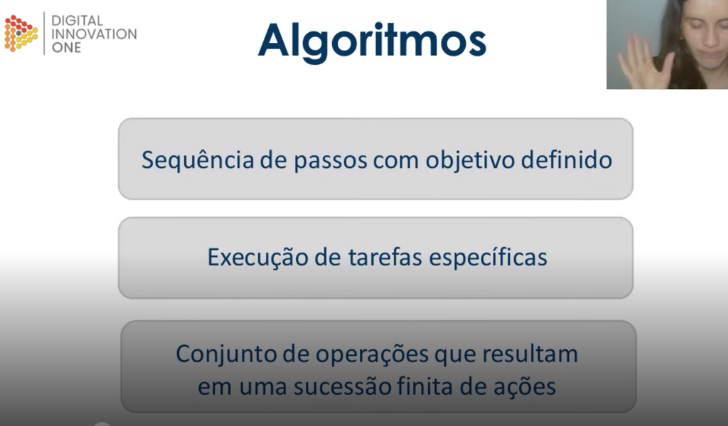 DIGITAL
INNOVATION
ONE
Algoritmos
Sequência de passos com objetivo definido
Execução de tarefas específicas
Conjunto de operações que resultam
em uma sucessão finita de ações